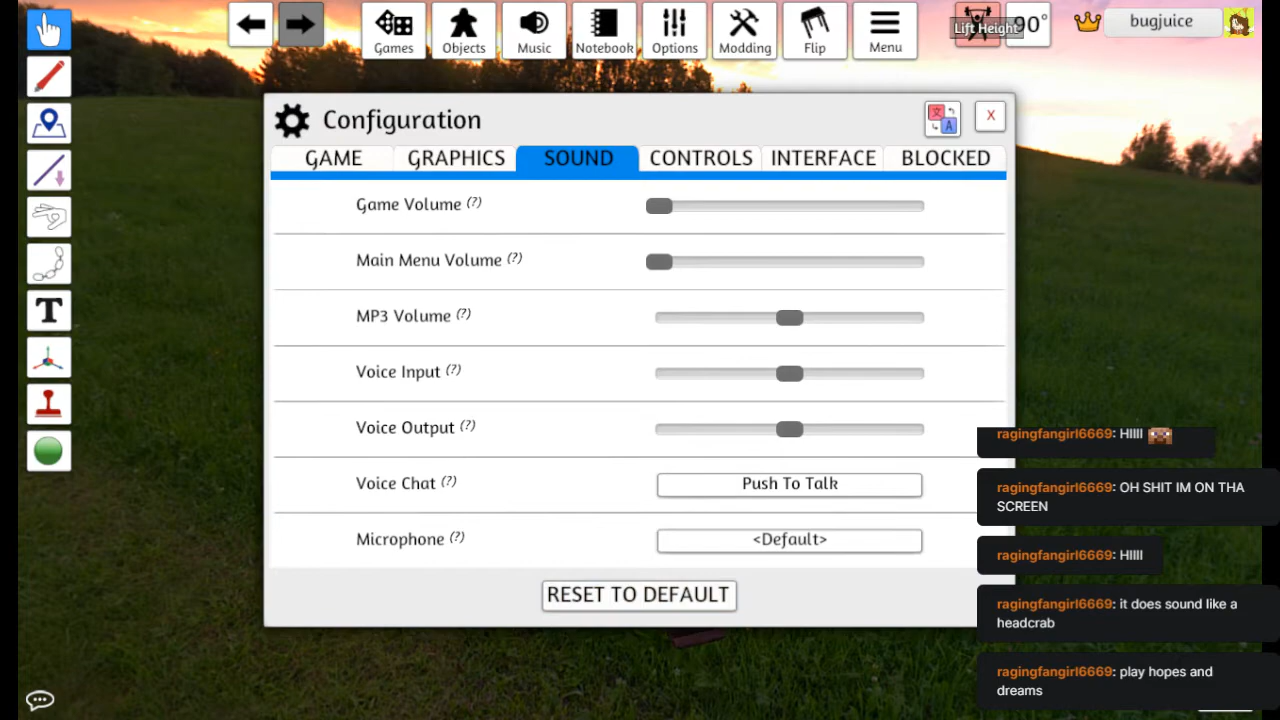 Games
Objects
Music
Notebook
Options
Modding
Flip
Menu
Lift Height
90°
bugjuice
Configuration
X
GAME
GRAPHICS
SOUND
CONTROLS
INTERFACE
BLOCKED
Game Volume (?)
Main Menu Volume (?)
MP3 Volume (?)
Voice Input (?)
Voice Output (?)
Voice Chat (?)
Push To Talk
Microphone (?)
<Default>
RESET TO DEFAULT
T
文
A
ragingfangirl6669: HIIII
ragingfangirl6669: OH SHIT IM ON THA
SCREEN
ragingfangirl6669: HIIII
ragingfangirl6669: it does sound like a
headcrab
ragingfangirl6669: play hopes and
dreams